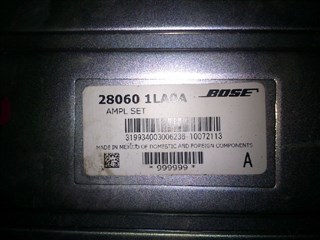 28060 1LA0A BOSE
AMPL SET
319934003006238-10072113
MADE IN MEXICO OF DOMESTIC AND FOREIGN COMPONENTS
A
* 999999 *